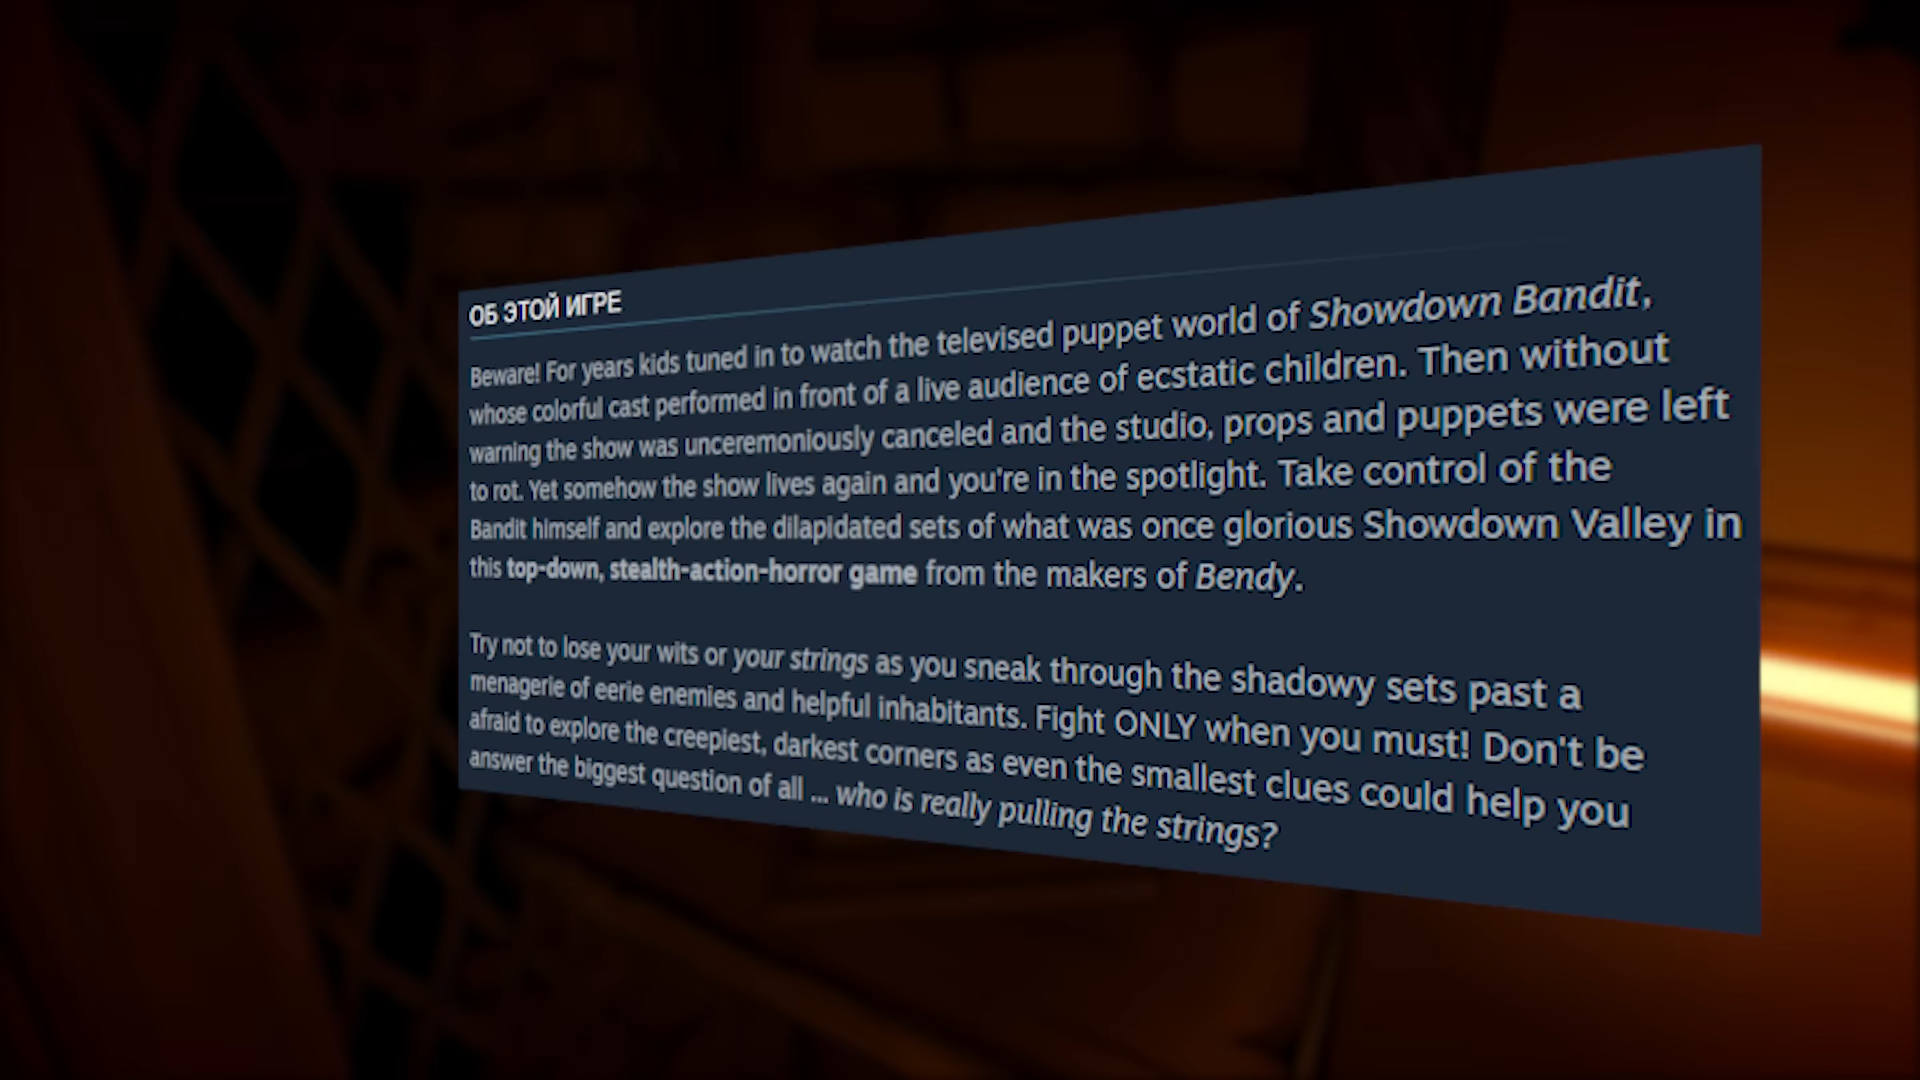 ОБ ЭТОЙ ИГРЕ
Beware! For years kids tuned in to watch the televised puppet world of Showdown Bandit,
whose colorful cast performed in front of a live audience of ecstatic children. Then without
warning the show was unceremoniously canceled and the studio, props and puppets were left
to rot. Yet somehow the show lives again and you're in the spotlight. Take control of the
Bandit himself and explore the dilapidated sets of what was once glorious Showdown Valley in
this top-down, stealth-action-horror game from the makers of Bendy.
Try not to lose your wits or your strings as you sneak through the shadowy sets past a
menagerie of eerie enemies and helpful inhabitants. Fight ONLY when you must! Don't be
afraid to explore the creepiest, darkest corners as even the smallest clues could help you
answer the biggest question of all ... who is really pulling the strings?